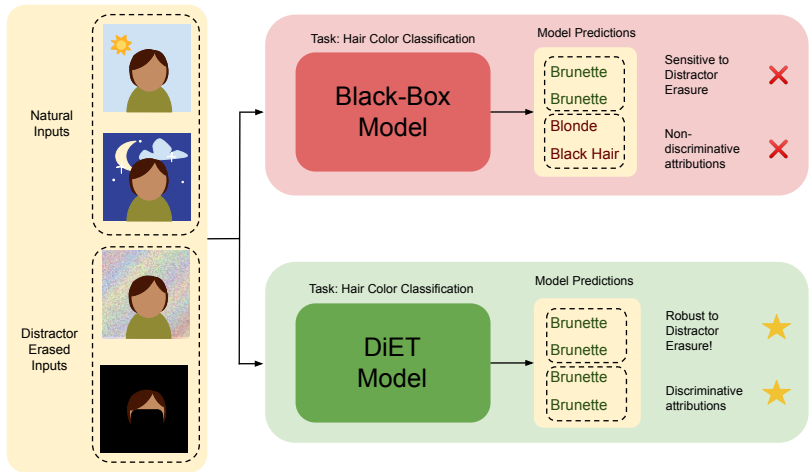 Natural
Inputs
Distractor
Erased
Inputs
Task: Hair Color Classification
Black-Box
Model
Model Predictions
Brunette
Brunette
Blonde
Black Hair
Sensitive to
Distractor
Erasure
Non-
discriminative
attributions
Task: Hair Color Classification
DiET
Model
Model Predictions
Brunette
Brunette
Brunette
Brunette
Robust to
Distractor
Erasure!
Discriminative
attributions